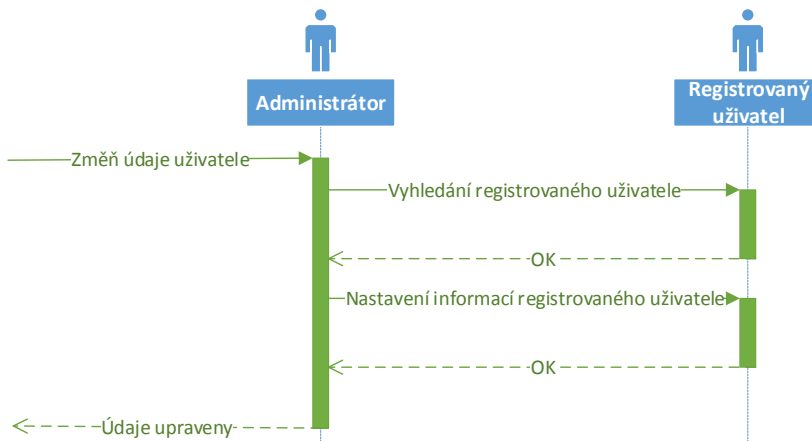 Administrátor
Registrovaný
uživatel
Změň údaje uživatele
Vyhledání registrovaného uživatele
OK
Nastavení informací registrovaného uživatele
OK
Údaje upraveny